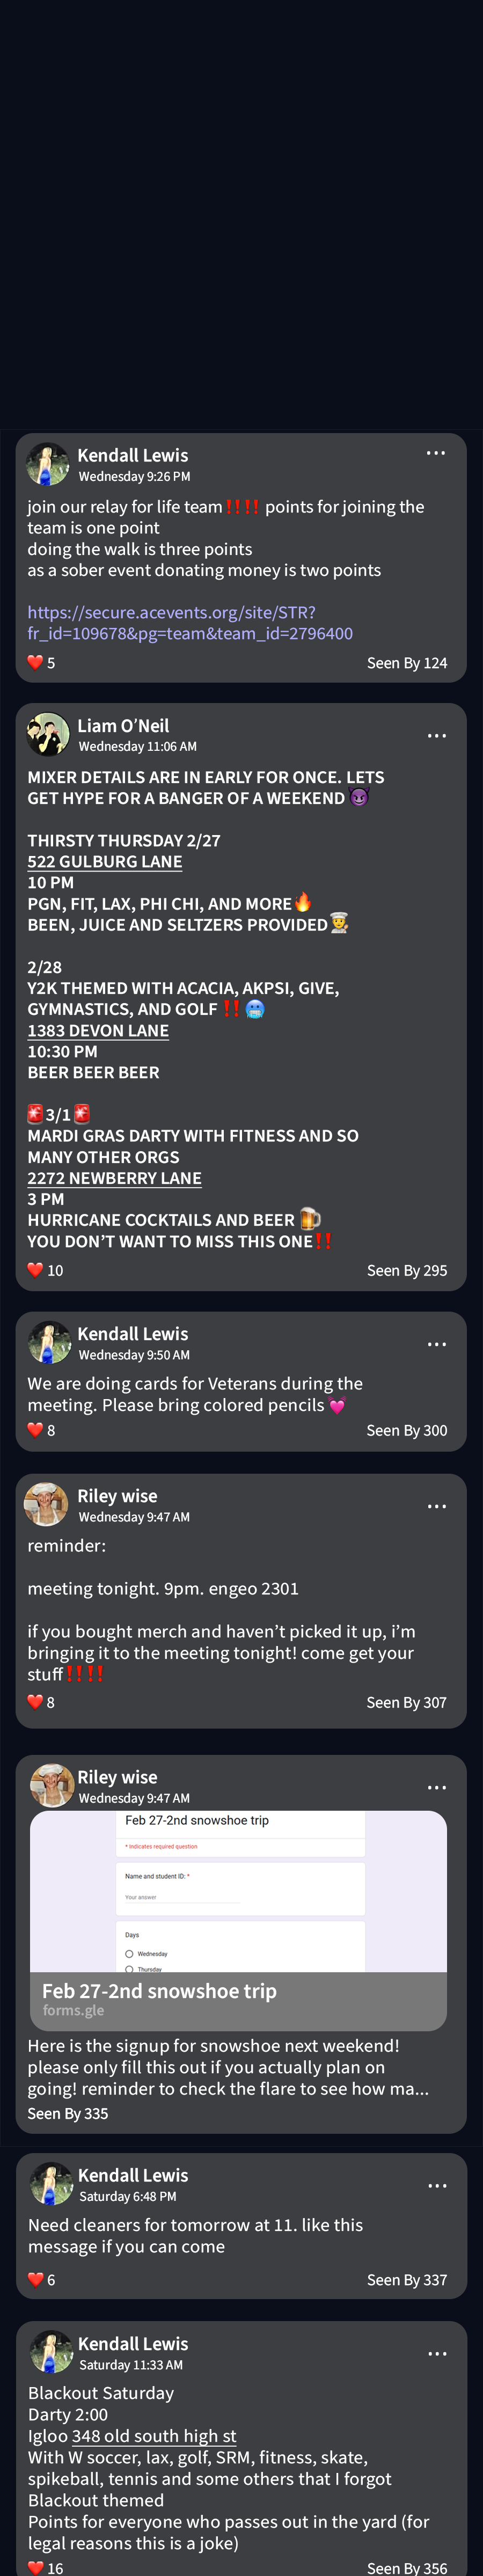 Kendall Lewis
Wednesday 9:26 PM
join our relay for life team‼️‼️ points for joining the
team is one point
doing the walk is three points
as a sober event donating money is two points
https://secure.acevents.org/site/STR?
fr_id=109678&pg=team&team_id=2796400
❤️ 5
Seen By 124
Liam O’Neil
Wednesday 11:06 AM
MIXER DETAILS ARE IN EARLY FOR ONCE. LETS
GET HYPE FOR A BANGER OF A WEEKEND 😈
THIRSTY THURSDAY 2/27
522 GULBURG LANE
10 PM
PGN, FIT, LAX, PHI CHI, AND MORE🔥
BEEN, JUICE AND SELTZERS PROVIDED👨‍🍳
2/28
Y2K THEMED WITH ACACIA, AKPSI, GIVE,
GYMNASTICS, AND GOLF ‼️🥶
1383 DEVON LANE
10:30 PM
BEER BEER BEER
🚨3/1🚨
MARDI GRAS DARTY WITH FITNESS AND SO
MANY OTHER ORGS
2272 NEWBERRY LANE
3 PM
HURRICANE COCKTAILS AND BEER 🍺
YOU DON’T WANT TO MISS THIS ONE‼️
❤️ 10
Seen By 295
Kendall Lewis
Wednesday 9:50 AM
We are doing cards for Veterans during the
meeting. Please bring colored pencils 💓
❤️ 8
Seen By 300
Riley wise
Wednesday 9:47 AM
reminder:
meeting tonight. 9pm. engeo 2301
if you bought merch and haven’t picked it up, i’m
bringing it to the meeting tonight! come get your
stuff‼️‼️
❤️ 8
Seen By 307
Riley wise
Wednesday 9:47 AM
Feb 27-2nd snowshoe trip
* Indicates required question
Name and student ID: *
Your answer
Days
Wednesday
Thursday
Feb 27-2nd snowshoe trip
forms.gle
Here is the signup for snowshoe next weekend!
please only fill this out if you actually plan on
going! reminder to check the flare to see how ma...
Seen By 335
Kendall Lewis
Saturday 6:48 PM
Need cleaners for tomorrow at 11. like this
message if you can come
❤️ 6
Seen By 337
Kendall Lewis
Saturday 11:33 AM
Blackout Saturday
Darty 2:00
Igloo 348 old south high st
With W soccer, lax, golf, SRM, fitness, skate,
spikeball, tennis and some others that I forgot
Blackout themed
Points for everyone who passes out in the yard (for
legal reasons this is a joke)
❤️ 16
Seen By 356